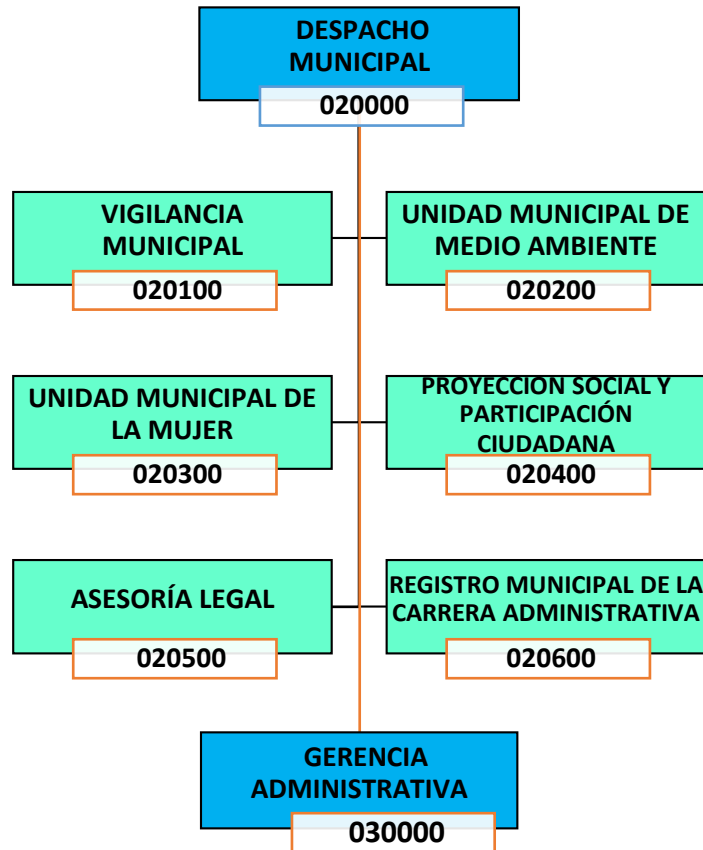 DESPACHO
MUNICIPAL
020000
VIGILANCIA
MUNICIPAL
020100
UNIDAD MUNICIPAL DE
MEDIO AMBIENTE
020200
UNIDAD MUNICIPAL DE
LA MUJER
020300
PROYECCION SOCIAL Y
PARTICIPACIÓN
CIUDADANA
020400
ASESORÍA LEGAL
020500
REGISTRO MUNICIPAL DE LA
CARRERA ADMINISTRATIVA
020600
GERENCIA
ADMINISTRATIVA
030000